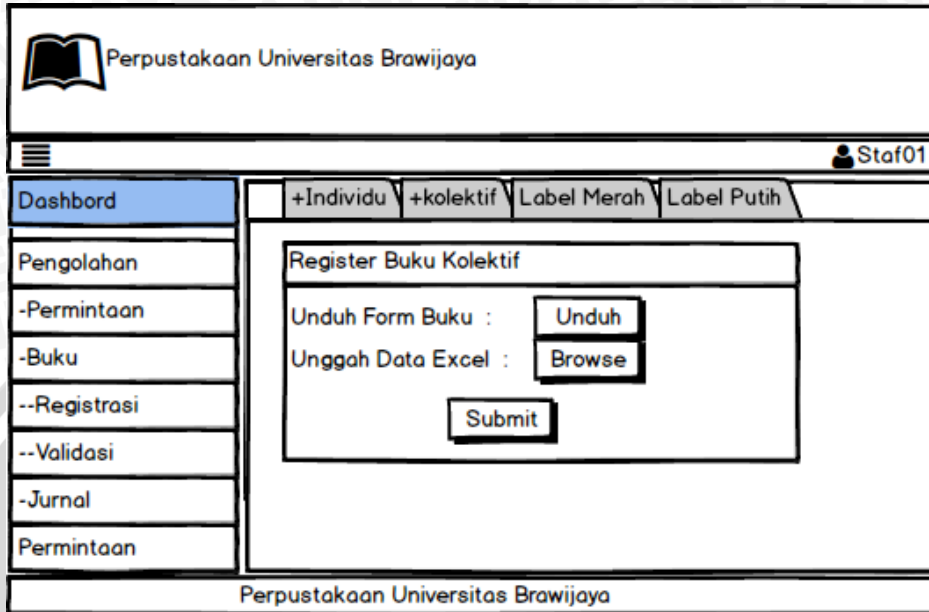 Perpustakaan Universitas Brawijaya
Staf01
Dashbord
Pengolahan
-Permintaan
-Buku
--Registrasi
--Validasi
-Jurnal
Permintaan
+Individu
+kolektif
Label Merah
Label Putih
Register Buku Kolektif
Unduh Form Buku : Unduh
Unggah Data Excel : Browse
Submit
Perpustakaan Universitas Brawijaya